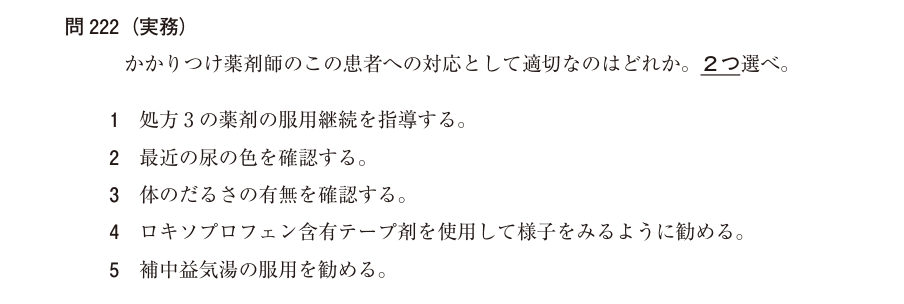 問 222（実務）
かかりつけ薬剤師のこの患者への対応として適切なのはどれか。２つ選べ。
1 処方３の薬剤の服用継続を指導する。
2 最近の尿の色を確認する。
3 体のだるさの有無を確認する。
4 ロキソプロフェン含有テープ剤を使用して様子をみるように勧める。
5 補中益気湯の服用を勧める。